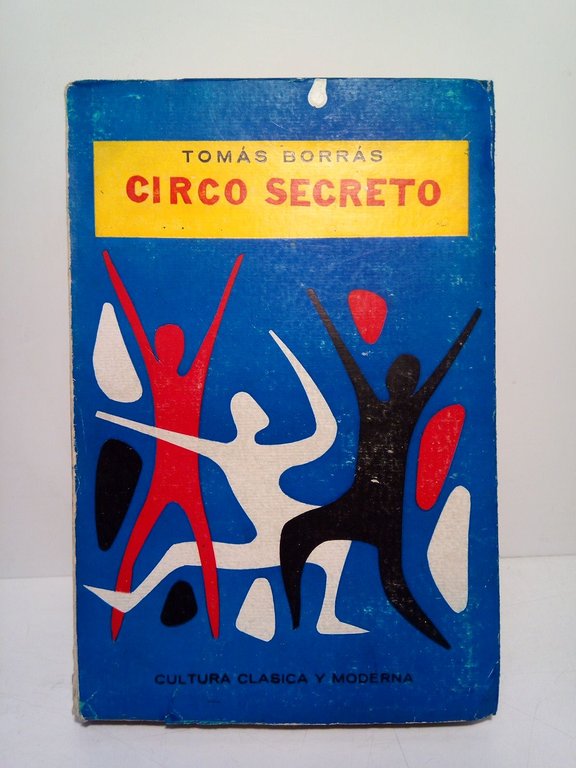 TOMÁS BORRÁS
CIRCO SECRETO
CULTURA CLASICA Y MODERNA